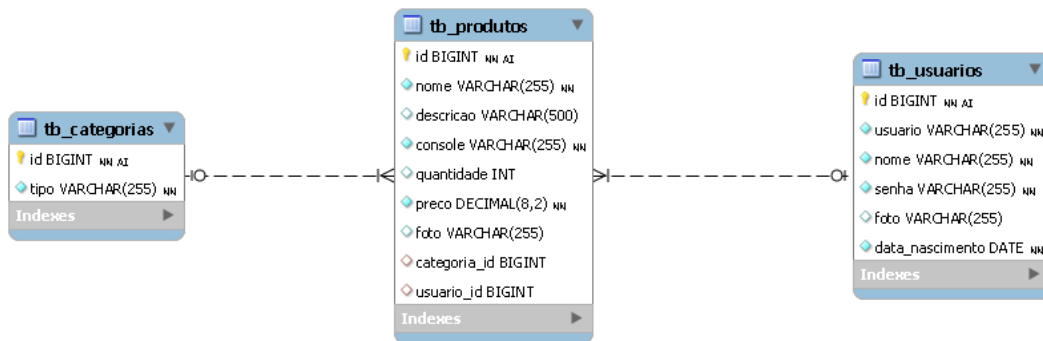 tb_categorias
id BIGINT NN AI
tipo VARCHAR(255) NN
Indexes
tb_produtos
id BIGINT NN AI
nome VARCHAR(255) NN
descricao VARCHAR(500)
console VARCHAR(255) NN
quantidade INT
preco DECIMAL(8,2) NN
foto VARCHAR(255)
categoria_id BIGINT
usuario_id BIGINT
Indexes
tb_usuarios
id BIGINT NN AI
usuario VARCHAR(255) NN
nome VARCHAR(255) NN
senha VARCHAR(255) NN
foto VARCHAR(255)
data_nascimento DATE NN
Indexes